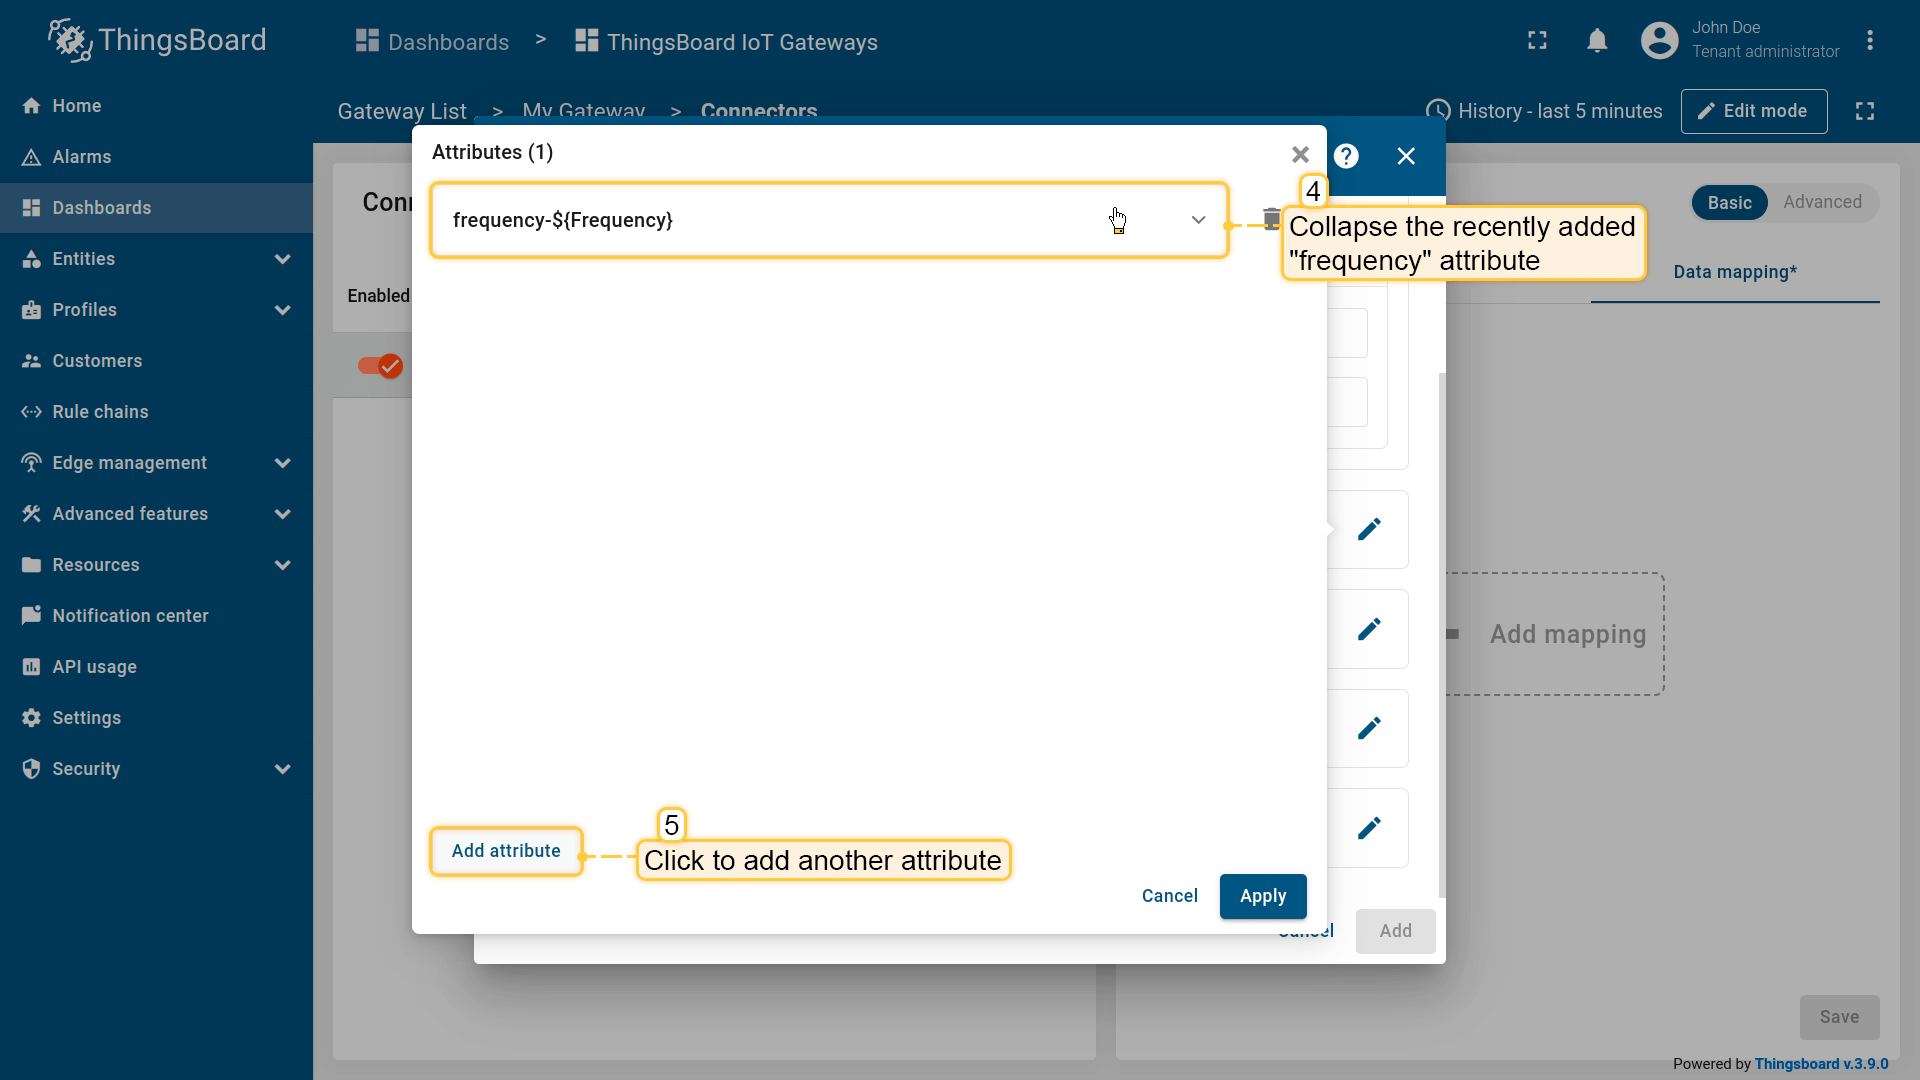 ThingsBoard
Dashboards > ThingsBoard IoT Gateways
John Doe
Tenant administrator
Home
Alarms
Dashboards
Entities
Profiles
Customers
Rule chains
Edge management
Advanced features
Resources
Notification center
API usage
Settings
Security
Gateway List > My Gateway > Connectors
History - last 5 minutes
Edit mode
Attributes (1)
frequency-${Frequency}
4
Collapse the recently added
"frequency" attribute
Basic
Advanced
Data mapping*
Enabled
Add mapping
5
Add attribute
Click to add another attribute
Cancel
Apply
Cancel
Add
Save
Powered by Thingsboard v.3.9.0